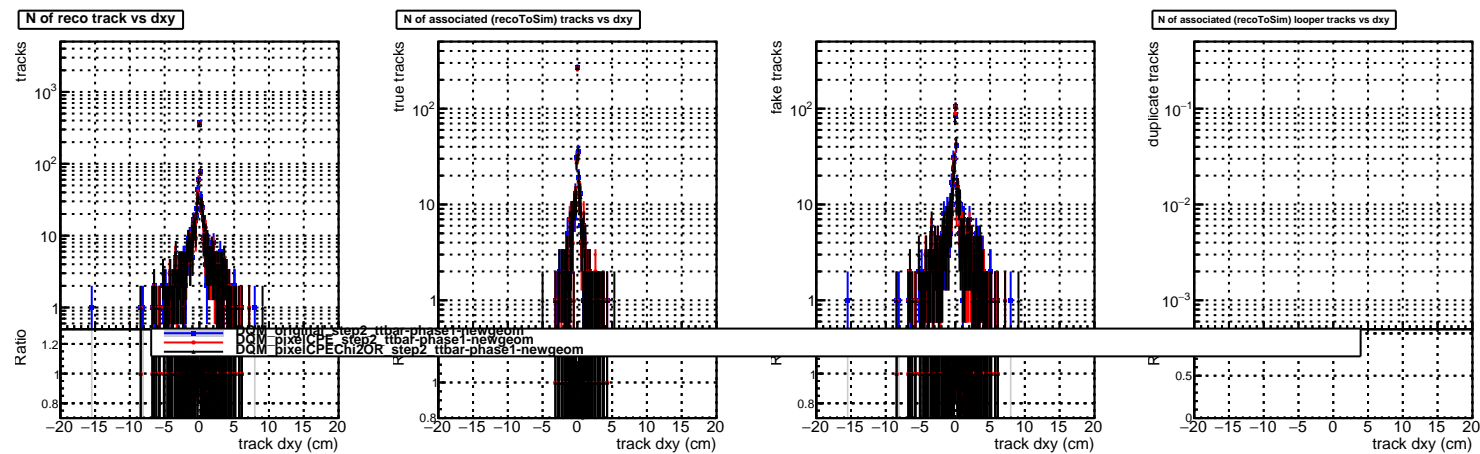 N of reco track vs dxy
N of associated (recoToSim) tracks vs dxy
N of associated (recoToSim) looper tracks vs dxy
tracks
10³
10²
10
1
Ratio
1.2
1
0.8
−20 −15 −10 −5 0 5 10 15 20
track dxy (cm)
true tracks
10²
10
1
1
0.8
−20 −15 −10 −5 0 5 10 15 20
track dxy (cm)
fake tracks
10²
10
1
1
0.8
−20 −15 −10 −5 0 5 10 15 20
track dxy (cm)
duplicate tracks
10⁻¹
10⁻²
10⁻³
0.5
0
−20 −15 −10 −5 0 5 10 15 20
track dxy (cm)
DQM_original_step2_ttbar-phase1-newgeom
DQM_pixelCPE_step2_ttbar-phase1-newgeom
DQM_pixelCPEChi2OR_step2_ttbar-phase1-newgeom